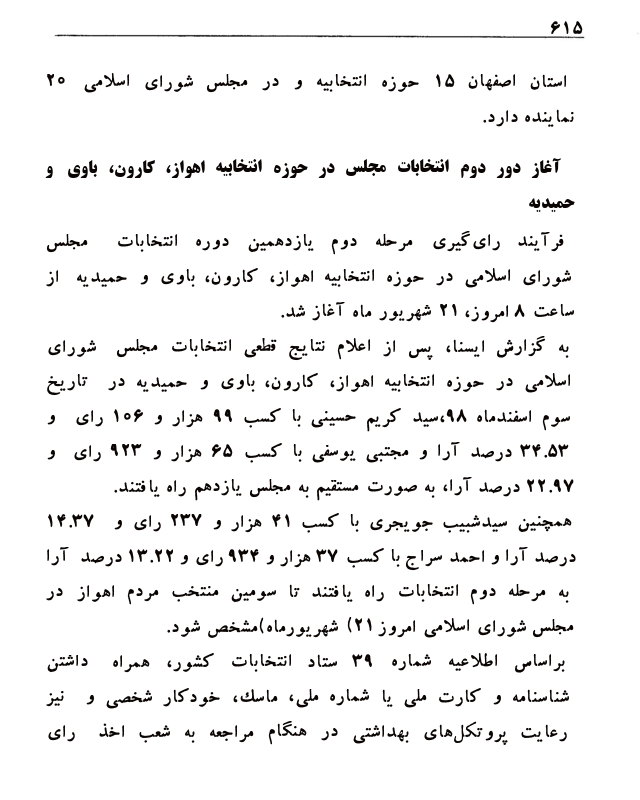 ۶۱۵
استان اصفهان ۱۵ حوزه انتخابیه و در مجلس شورای اسلامی ۲۰
نماینده دارد.
آغاز دور دوم انتخابات مجلس در حوزه انتخابیه اهواز، کارون، باوی و
حمیدیه
فرآیند رای‌گیری مرحله دوم یازدهمین دوره انتخابات مجلس
شورای اسلامی در حوزه انتخابیه اهواز، کارون، باوی و حمیدیه از
ساعت ۸ امروز، ۲۱ شهریور ماه آغاز شد.
به گزارش ایسنا، پس از اعلام نتایج قطعی انتخابات مجلس شورای
اسلامی در حوزه انتخابیه اهواز، کارون، باوی و حمیدیه در تاریخ
سوم اسفندماه ۹۸،سید کریم حسینی با کسب ۹۹ هزار و ۱۰۶ رای و
۳۴.۵۳ درصد آرا و مجتبی یوسفی با کسب ۶۵ هزار و ۹۲۳ رای و
۲۲.۹۷ درصد آرا، به صورت مستقیم به مجلس یازدهم راه یافتند.
همچنین سیدشبیب جویجری با کسب ۴۱ هزار و ۲۳۷ رای و ۱۴.۳۷
درصد آرا و احمد سراج با کسب ۳۷ هزار و ۹۳۴ رای و ۱۳.۲۲ درصد آرا
به مرحله دوم انتخابات راه یافتند تا سومین منتخب مردم اهواز در
مجلس شورای اسلامی امروز ۲۱) شهریورماه)مشخص شود.
براساس اطلاعیه شماره ۳۹ ستاد انتخابات کشور، همراه داشتن
شناسنامه و کارت ملی یا شماره ملی، ماسك، خودکار شخصی و نیز
رعایت پروتکل‌های بهداشتی در هنگام مراجعه به شعب اخذ رای